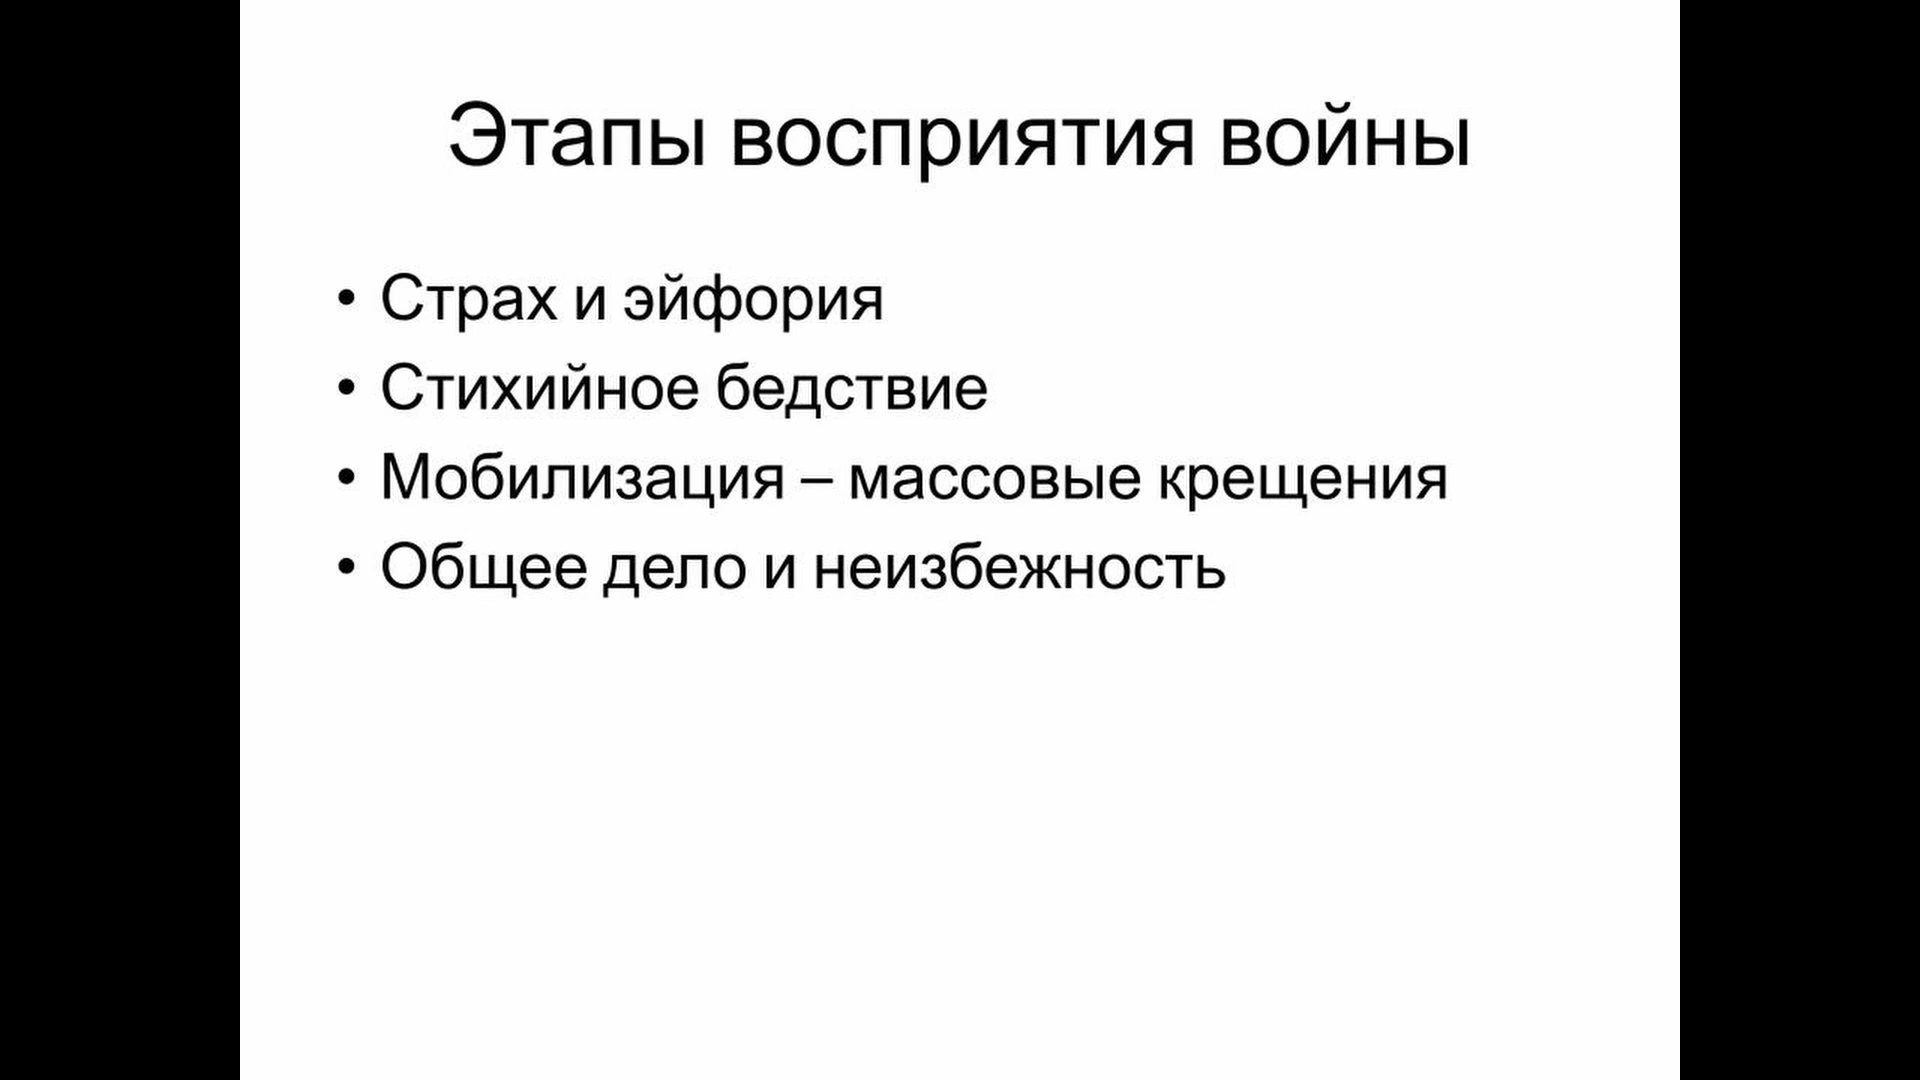 Этапы восприятия войны
• Страх и эйфория
• Стихийное бедствие
• Мобилизация – массовые крещения
• Общее дело и неизбежность